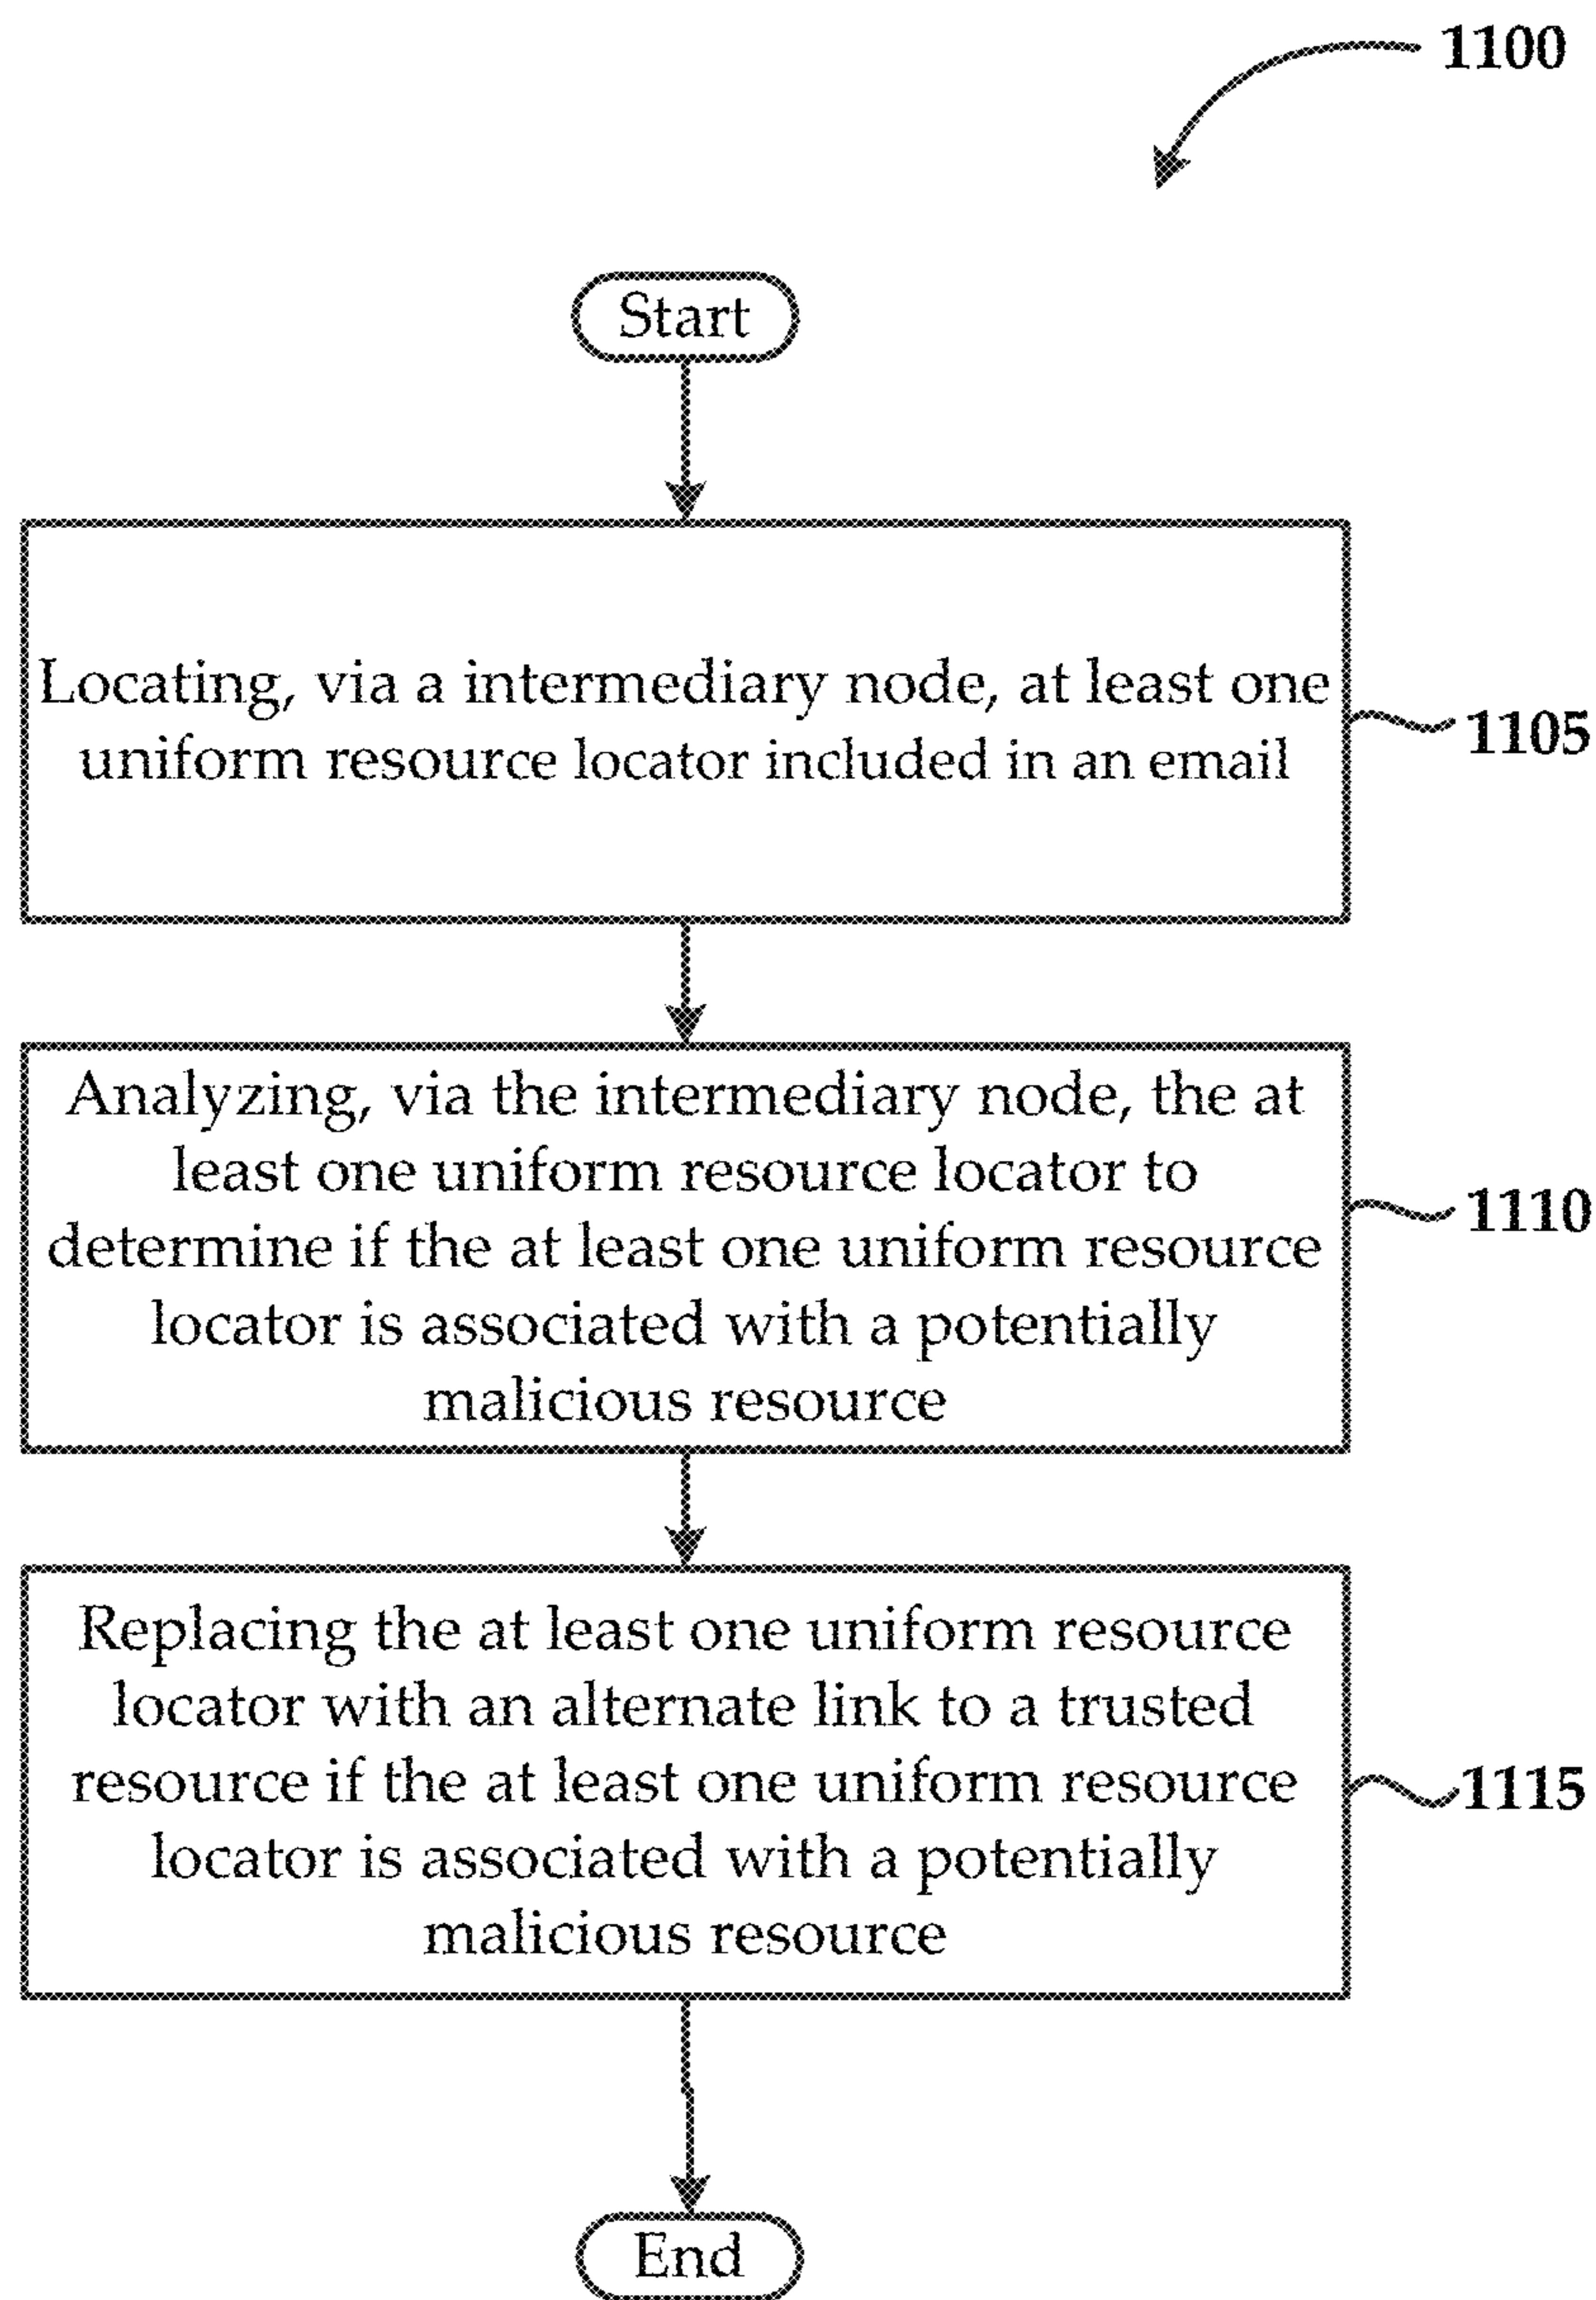 1100
Start
Locating, via a intermediary node, at least one
uniform resource locator included in an email
1105
Analyzing, via the intermediary node, the at
least one uniform resource locator to
determine if the at least one uniform resource
locator is associated with a potentially
malicious resource
1110
Replacing the at least one uniform resource
locator with an alternate link to a trusted
resource if the at least one uniform resource
locator is associated with a potentially
malicious resource
1115
End